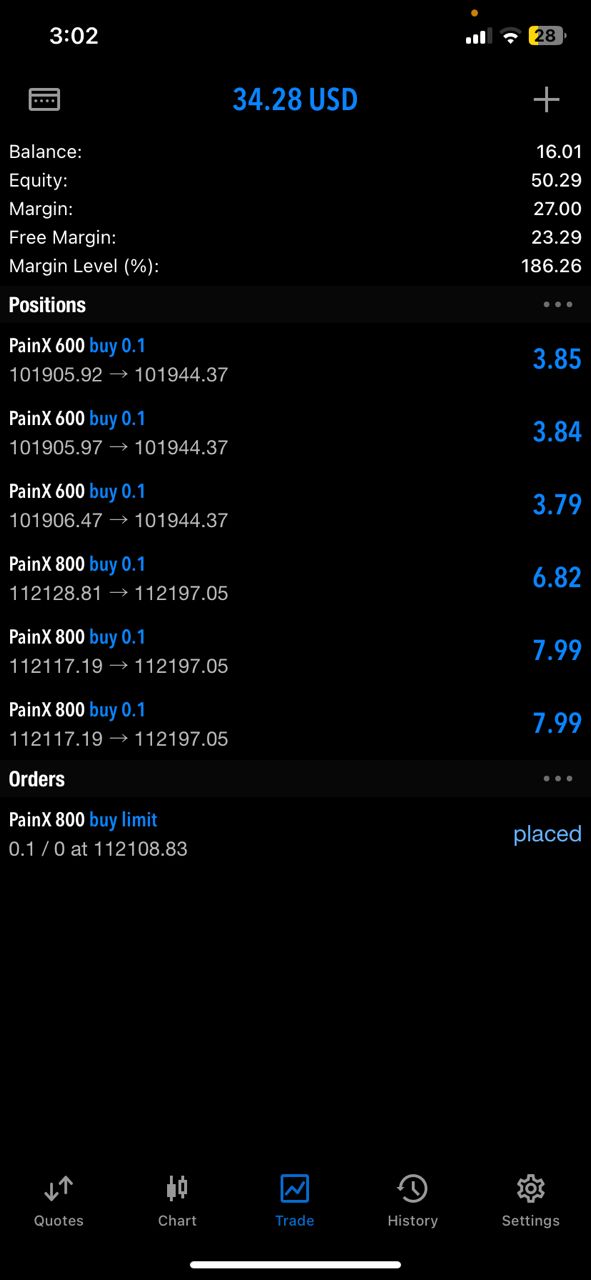 3:02
28
34.28 USD
Balance: 16.01
Equity: 50.29
Margin: 27.00
Free Margin: 23.29
Margin Level (%): 186.26
Positions
PainX 600 buy 0.1
101905.92 → 101944.37
3.85
PainX 600 buy 0.1
101905.97 → 101944.37
3.84
PainX 600 buy 0.1
101906.47 → 101944.37
3.79
PainX 800 buy 0.1
112128.81 → 112197.05
6.82
PainX 800 buy 0.1
112117.19 → 112197.05
7.99
PainX 800 buy 0.1
112117.19 → 112197.05
7.99
Orders
PainX 800 buy limit
0.1 / 0 at 112108.83
placed
Quotes Chart Trade History Settings